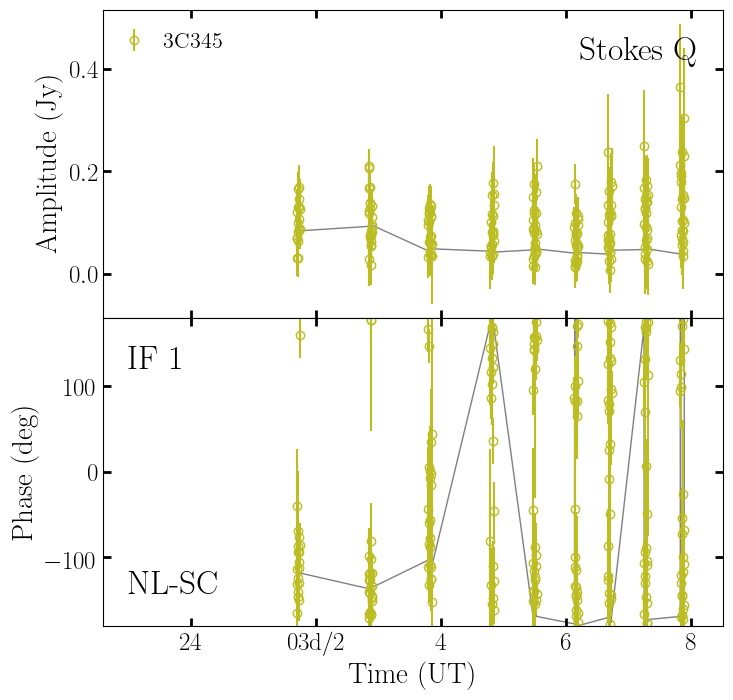 3C345
Stokes Q
0.4
0.2
0.0
Amplitude (Jy)
IF 1
100
0
−100
Phase (deg)
NL-SC
24
03d/2
4
6
8
Time (UT)